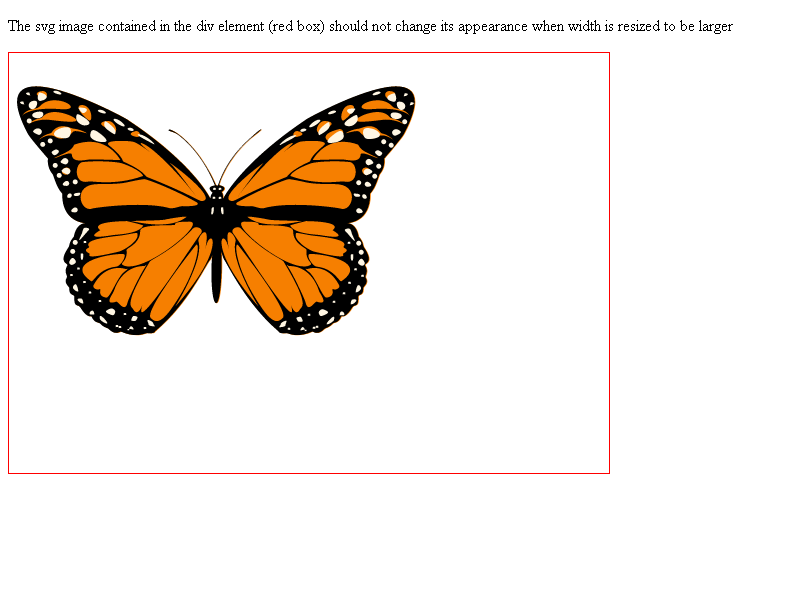 The svg image contained in the div element (red box) should not change its appearance when width is resized to be larger